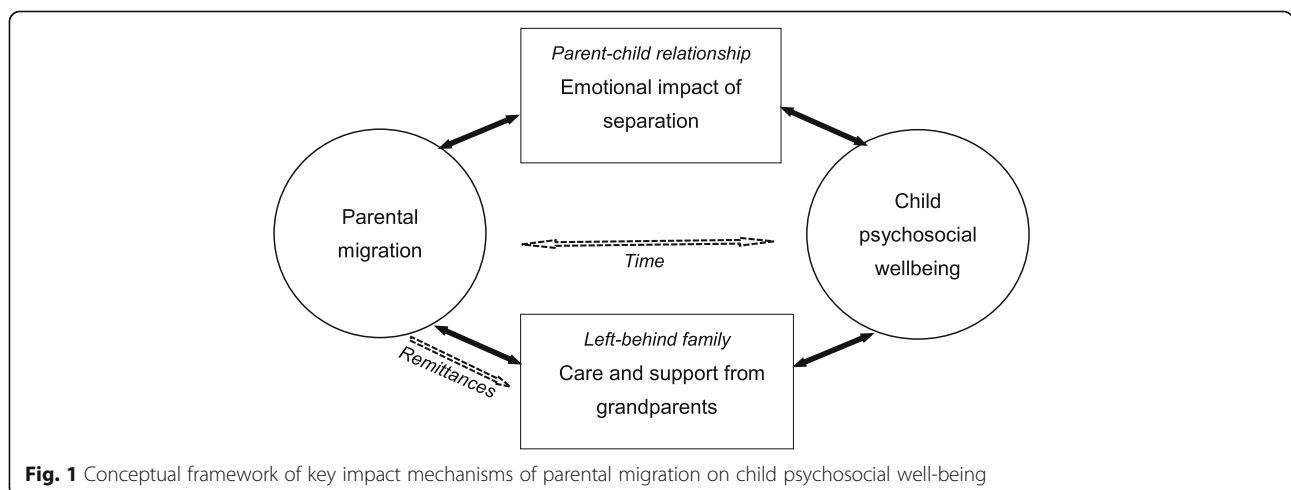 Parent-child relationship
Emotional impact of
separation
Parental
migration
Child
psychosocial
wellbeing
Time
Remittances
Left-behind family
Care and support from
grandparents
Fig. 1 Conceptual framework of key impact mechanisms of parental migration on child psychosocial well-being